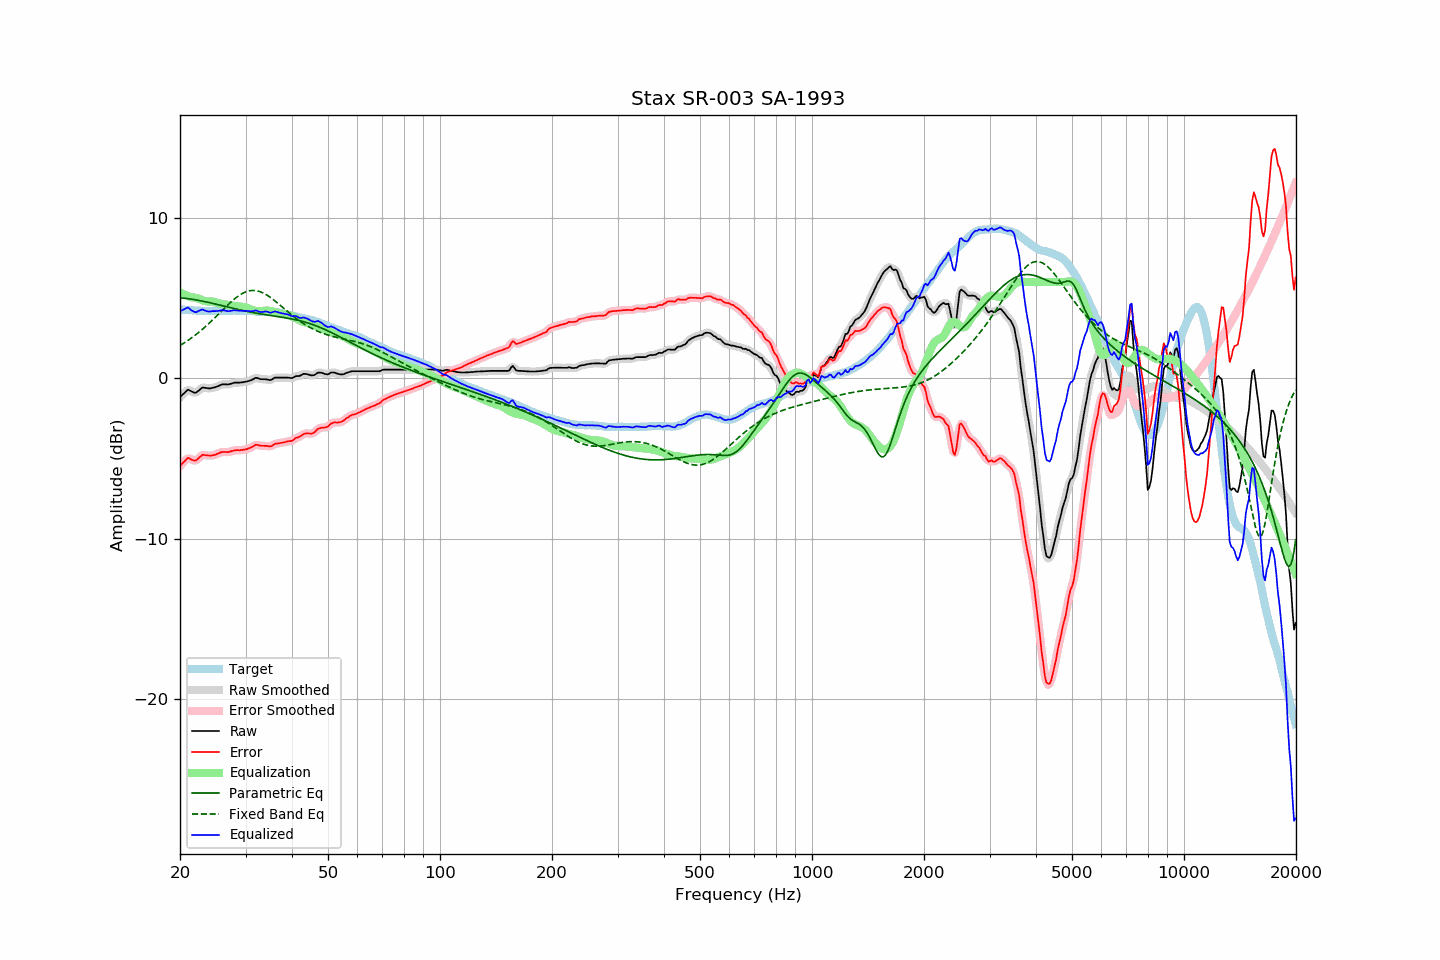 Stax SR-003 SA-1993
Amplitude (dBr)
10
0
−10
−20
Target
Raw Smoothed
Error Smoothed
Raw
Error
Equalization
Parametric Eq
Fixed Band Eq
Equalized
20 50 100 200 500 1000 2000 5000 10000 20000
Frequency (Hz)